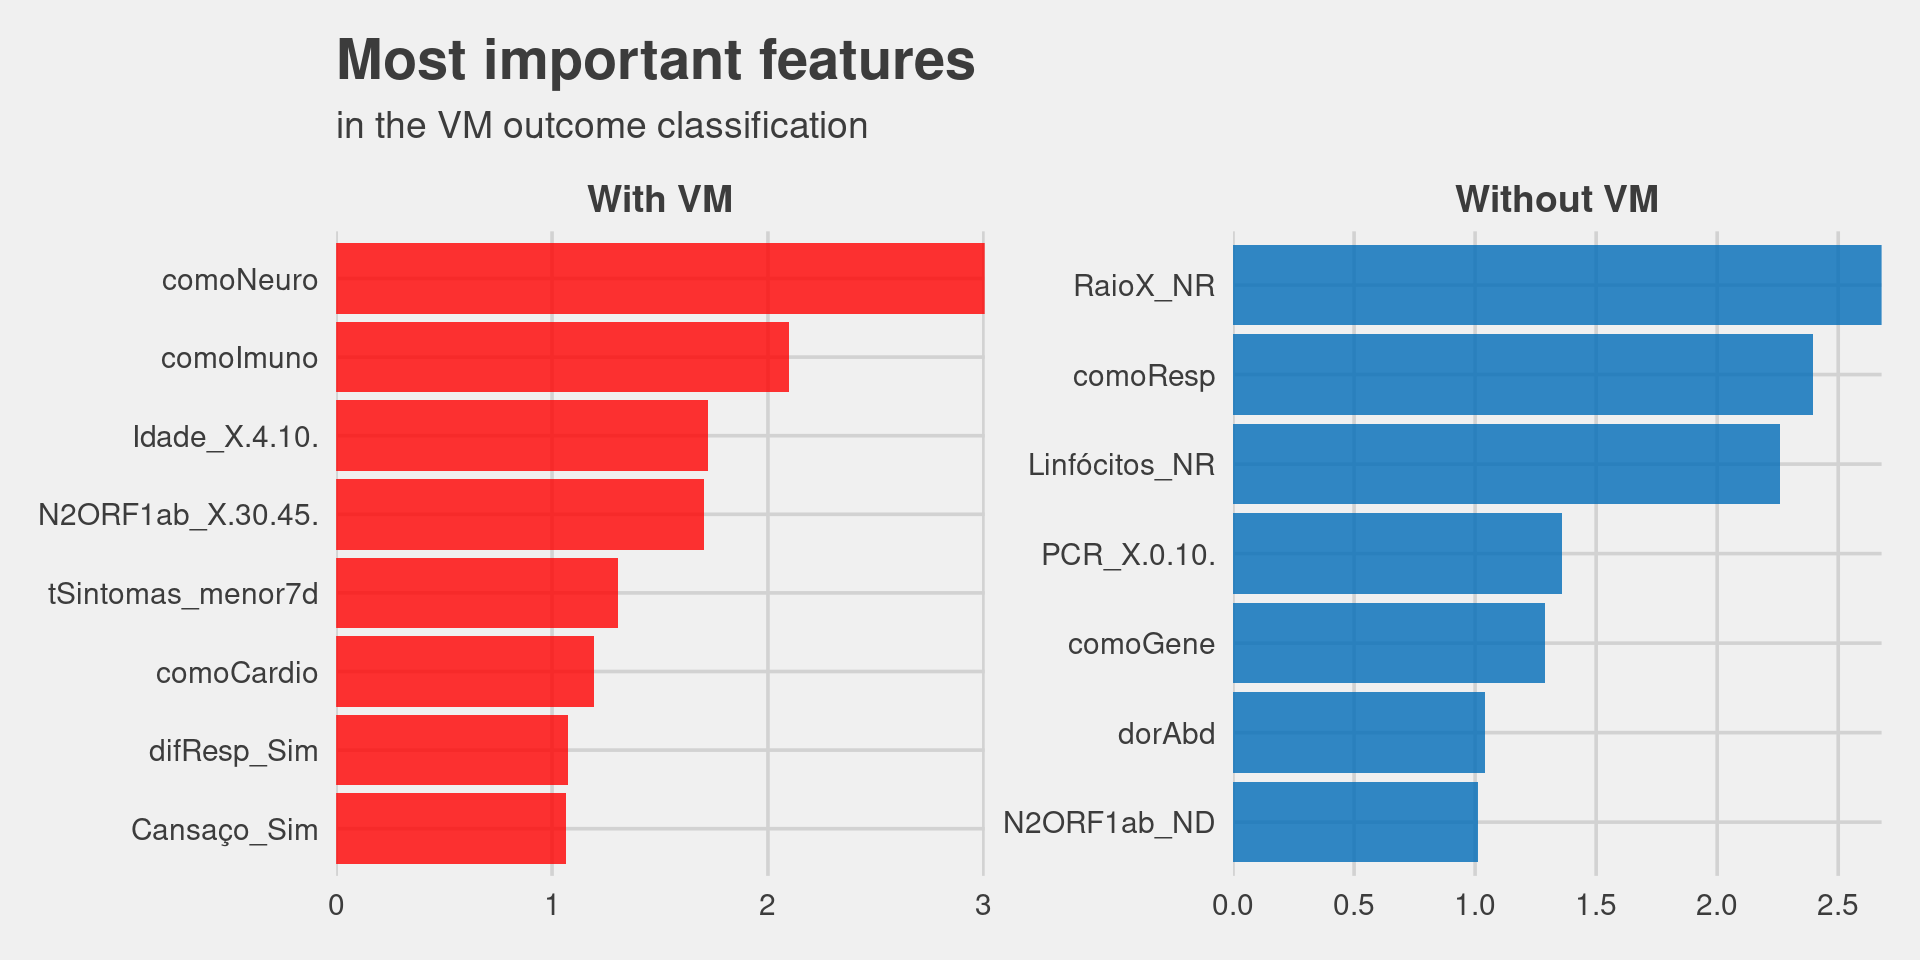 Most important features
in the VM outcome classification
With VM
comoNeuro
comoImuno
Idade_X.4.10.
N2ORF1ab_X.30.45.
tSintomas_menor7d
comoCardio
difResp_Sim
Cansaço_Sim
0 1 2 3
Without VM
RaioX_NR
comoResp
Linfócitos_NR
PCR_X.0.10.
comoGene
dorAbd
N2ORF1ab_ND
0.0 0.5 1.0 1.5 2.0 2.5